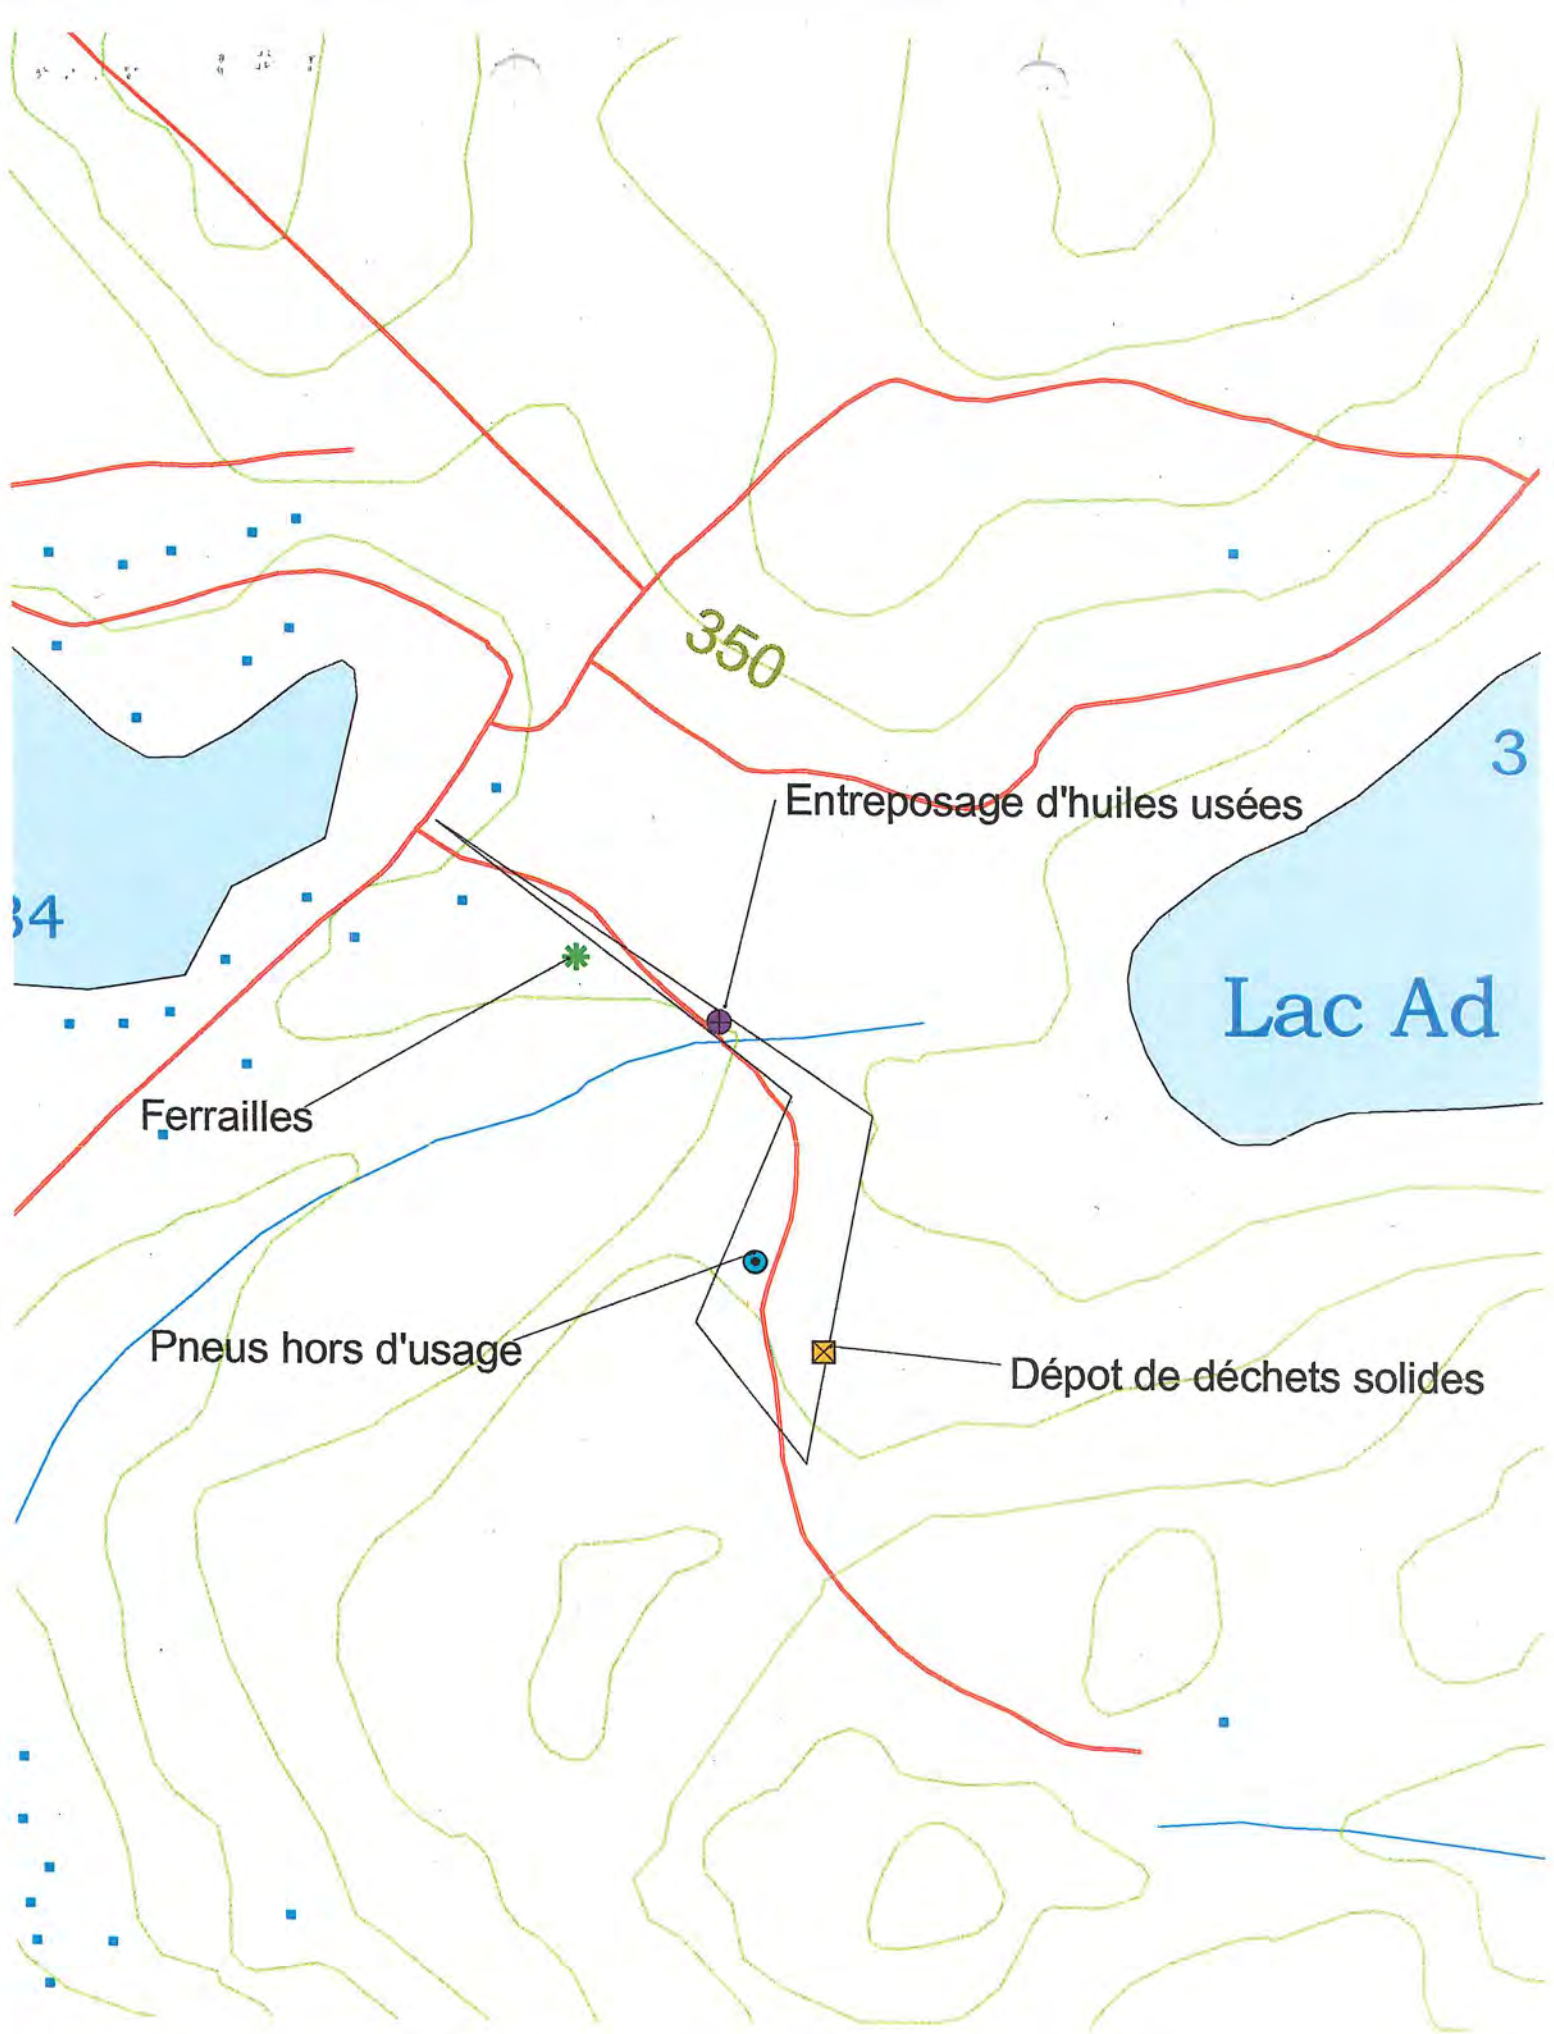 350
3
Entreposage d'huiles usées
34
Lac Ad
Ferrailles
Pneus hors d'usage
Dépot de déchets solides